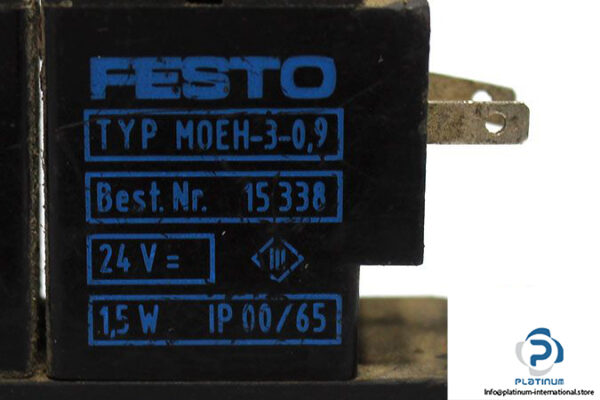 FESTO
TYP MOEH-3-0,9
Best. Nr. 15 338
24 V =
1,5 W IP 00/65
PLATINUM
Info@platinum-international.store